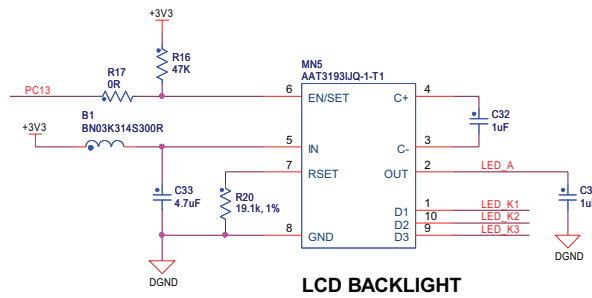 +3V3
R16
47K
R17
0R
PC13
MN5
AAT3193IJQ-1-T1
6
EN/SET
C+
4
C32
1uF
B1
BN03K314S300R
+3V3
5
IN
C-
3
7
RSET
OUT
2
LED_A
C33
4.7uF
R20
19.1k, 1%
D1
1
LED_K1
D2
10
LED_K2
8
GND
D3
9
LED_K3
DGND
DGND
LCD BACKLIGHT